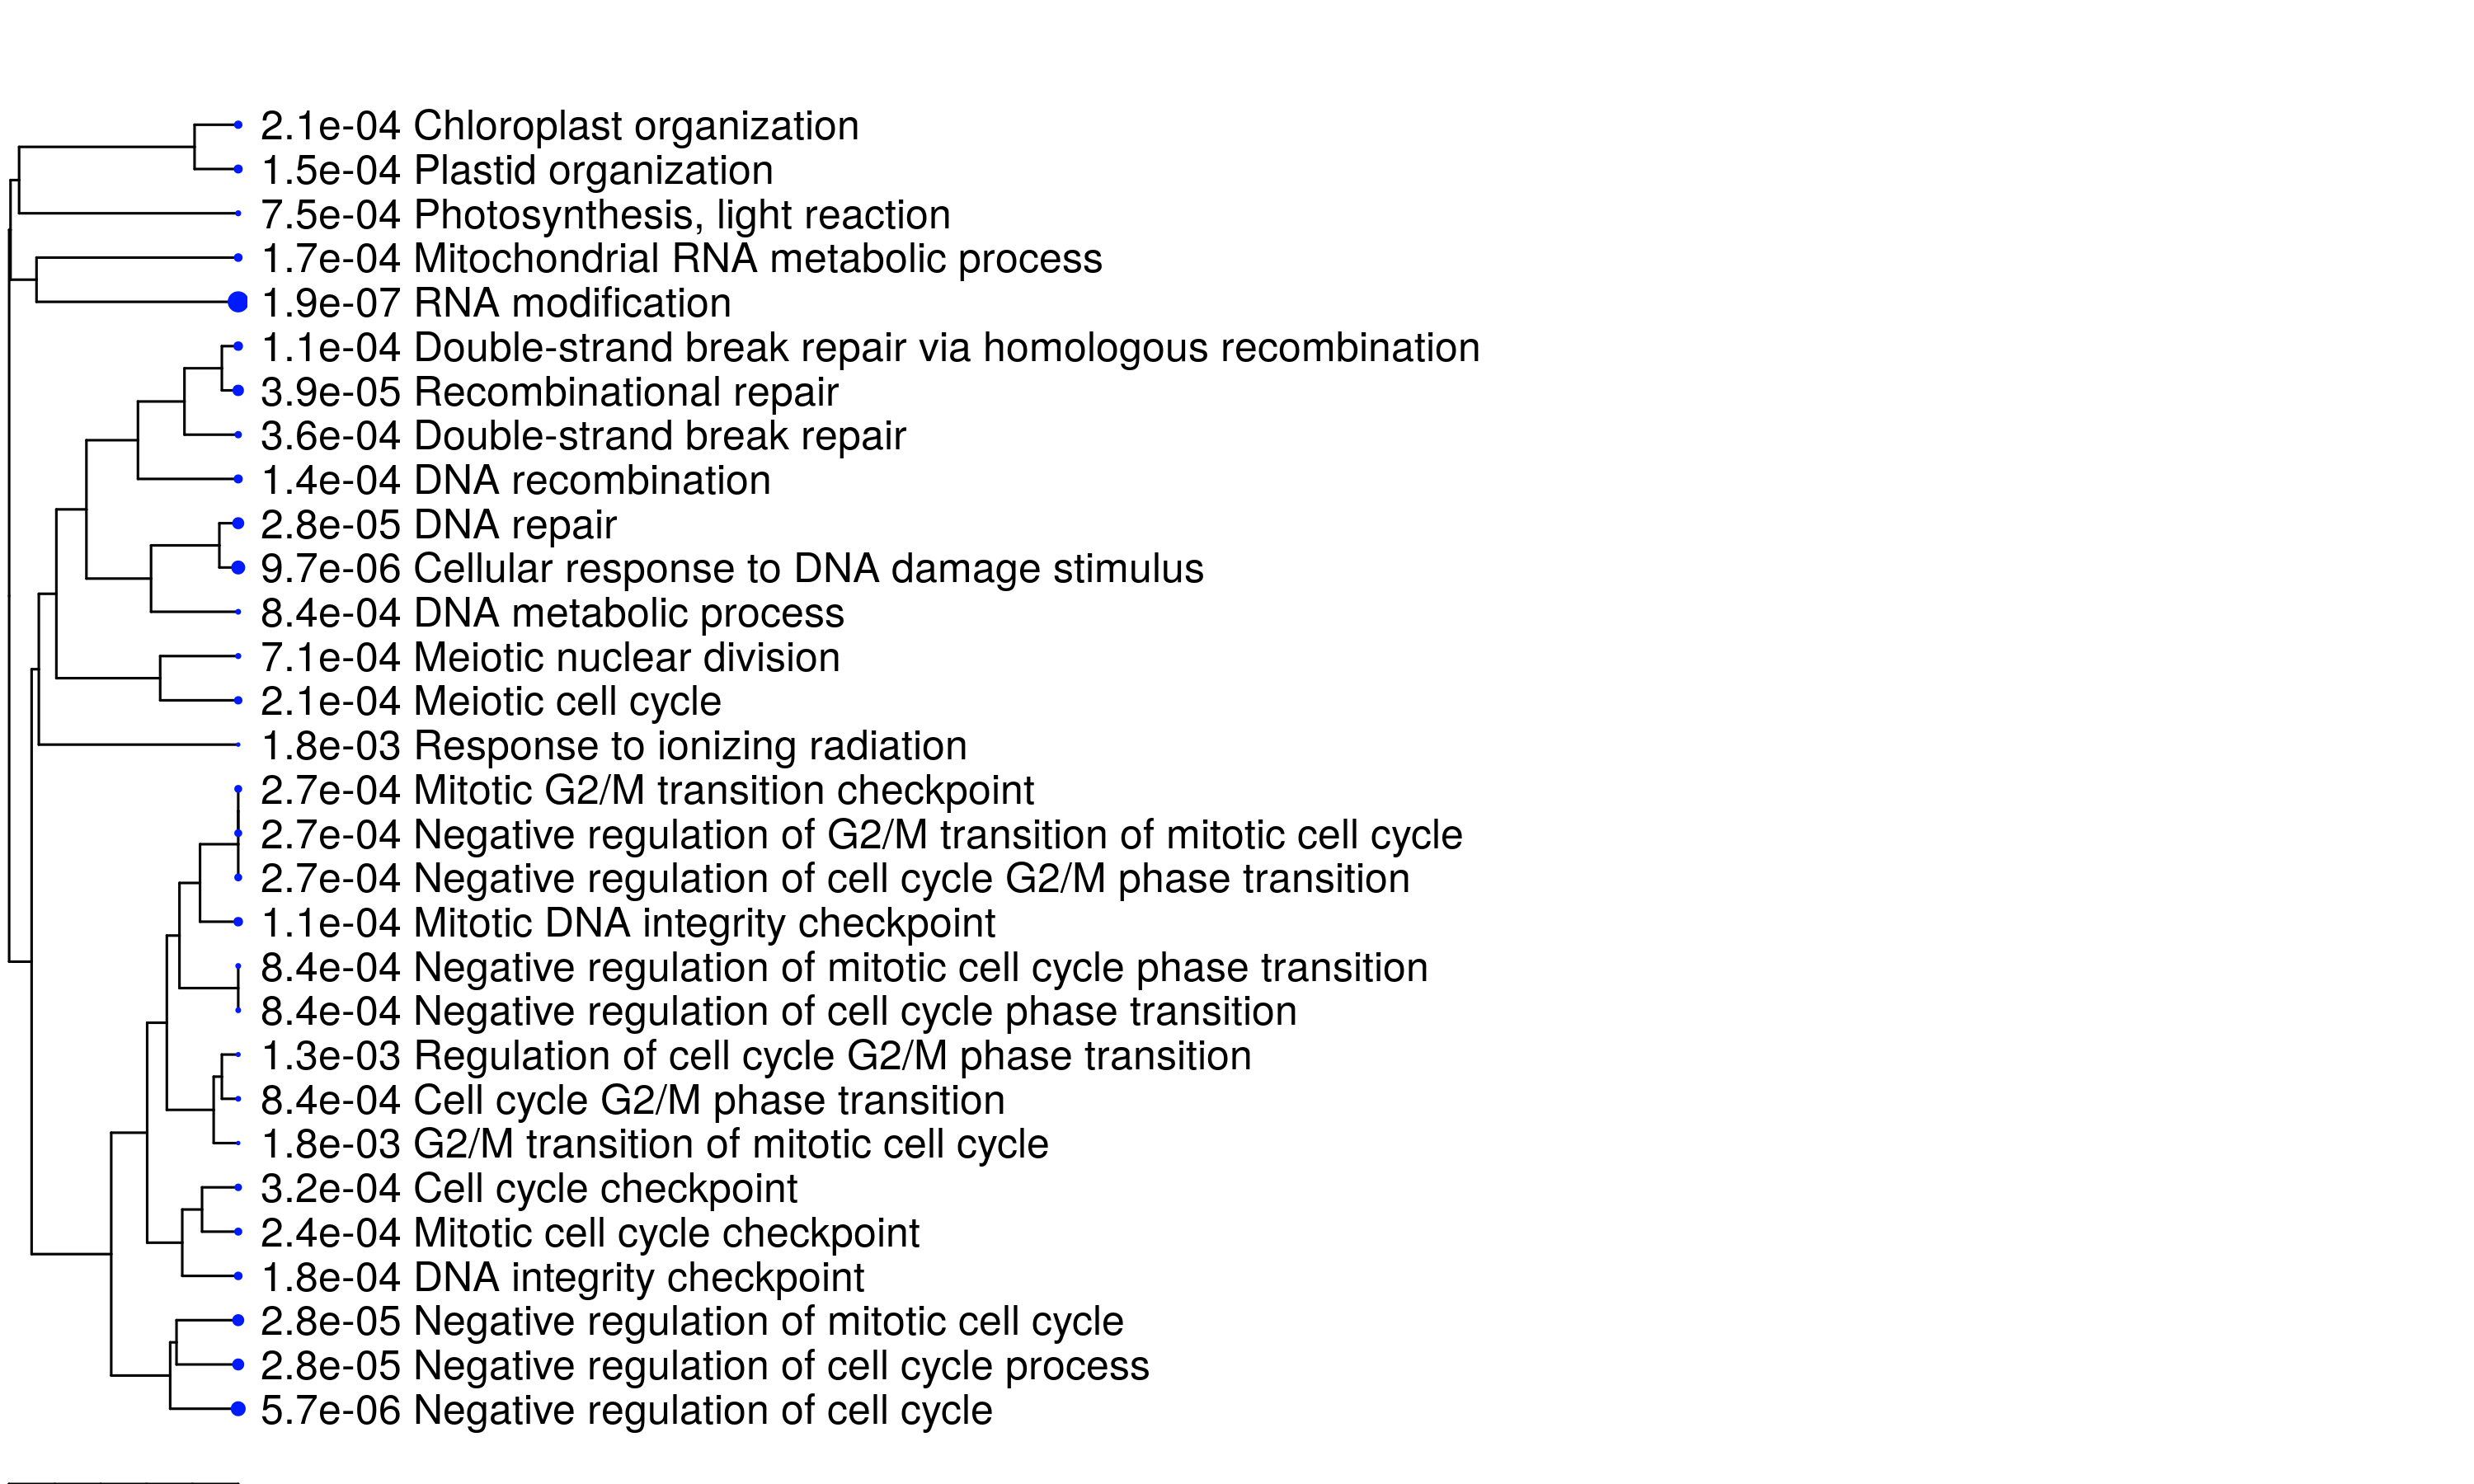 2.1e-04 Chloroplast organization
1.5e-04 Plastid organization
7.5e-04 Photosynthesis, light reaction
1.7e-04 Mitochondrial RNA metabolic process
1.9e-07 RNA modification
1.1e-04 Double-strand break repair via homologous recombination
3.9e-05 Recombinational repair
3.6e-04 Double-strand break repair
1.4e-04 DNA recombination
2.8e-05 DNA repair
9.7e-06 Cellular response to DNA damage stimulus
8.4e-04 DNA metabolic process
7.1e-04 Meiotic nuclear division
2.1e-04 Meiotic cell cycle
1.8e-03 Response to ionizing radiation
2.7e-04 Mitotic G2/M transition checkpoint
2.7e-04 Negative regulation of G2/M transition of mitotic cell cycle
2.7e-04 Negative regulation of cell cycle G2/M phase transition
1.1e-04 Mitotic DNA integrity checkpoint
8.4e-04 Negative regulation of mitotic cell cycle phase transition
8.4e-04 Negative regulation of cell cycle phase transition
1.3e-03 Regulation of cell cycle G2/M phase transition
8.4e-04 Cell cycle G2/M phase transition
1.8e-03 G2/M transition of mitotic cell cycle
3.2e-04 Cell cycle checkpoint
2.4e-04 Mitotic cell cycle checkpoint
1.8e-04 DNA integrity checkpoint
2.8e-05 Negative regulation of mitotic cell cycle
2.8e-05 Negative regulation of cell cycle process
5.7e-06 Negative regulation of cell cycle